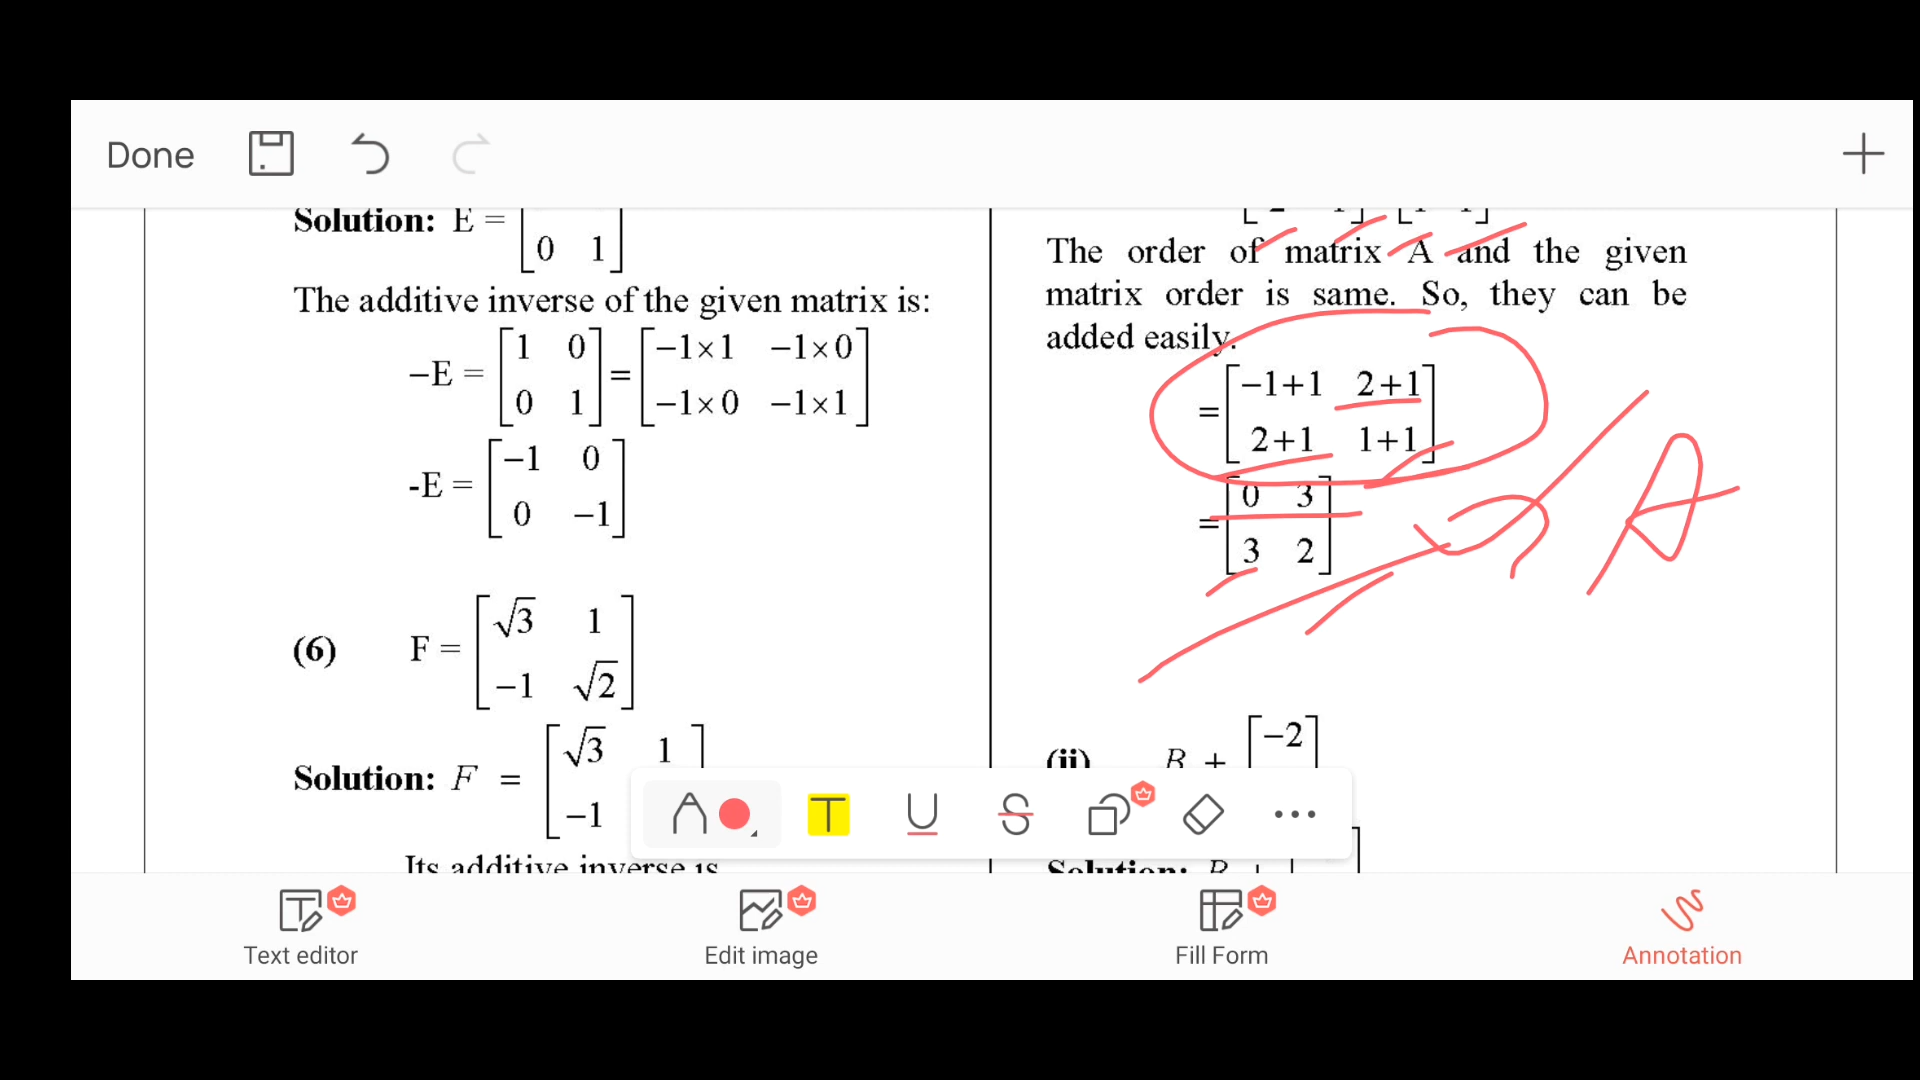 Done
Solution: E =
0 1
The additive inverse of the given matrix is:
−E = [1 0] = [−1×1 −1×0]
[0 1] [−1×0 −1×1]
-E = [−1 0]
[0 −1]
(6) F = [√3 1]
[−1 √2]
Solution: F = [√3 1]
[−1
Its additive inverse is
The order of matrix A and the given
matrix order is same. So, they can be
added easily.
= [−1+1 2+1]
[2+1 1+1]
= [0 3]
[3 2]
A
(ii) B + [−2]
Solution: B +
T U S
Text editor
Edit image
Fill Form
Annotation